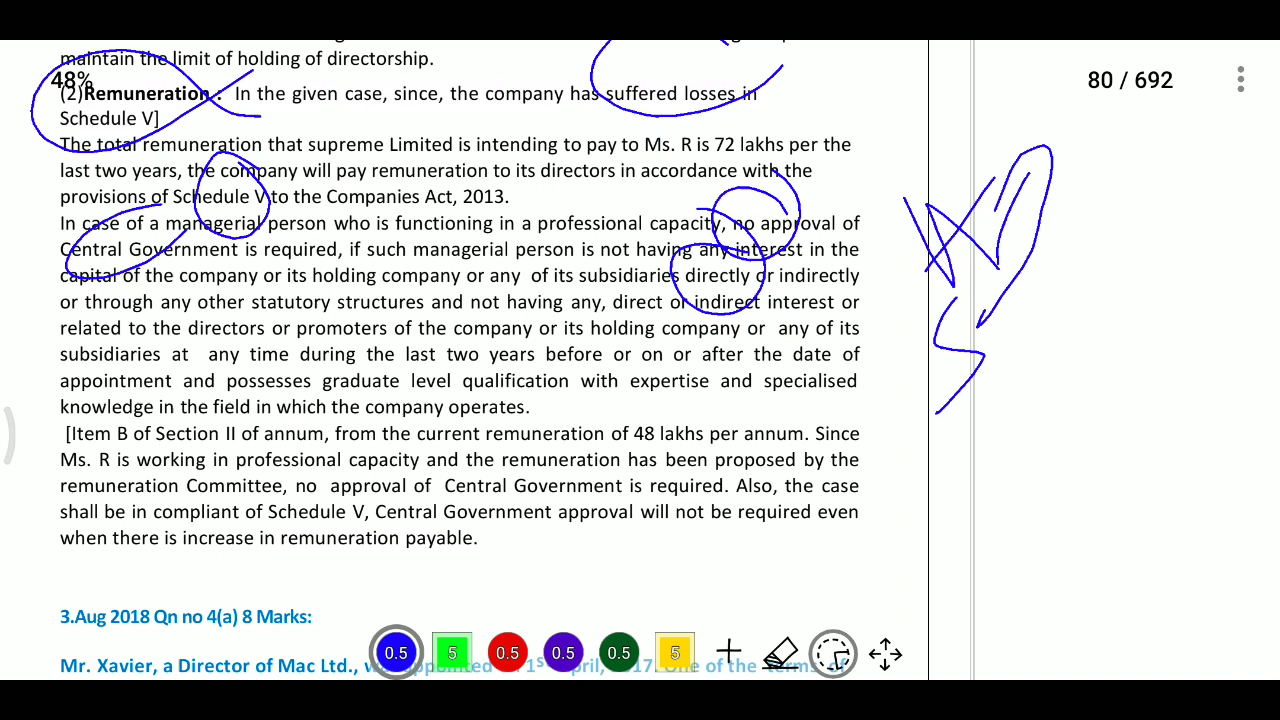 maintain the limit of holding of directorship.
48%
80 / 692
(2)Remuneration : In the given case, since, the company has suffered losses in
Schedule V]
The total remuneration that supreme Limited is intending to pay to Ms. R is 72 lakhs per the
last two years, the company will pay remuneration to its directors in accordance with the
provisions of Schedule V to the Companies Act, 2013.
In case of a managerial person who is functioning in a professional capacity, no approval of
Central Government is required, if such managerial person is not having any interest in the
capital of the company or its holding company or any of its subsidiaries directly or indirectly
or through any other statutory structures and not having any, direct or indirect interest or
related to the directors or promoters of the company or its holding company or any of its
subsidiaries at any time during the last two years before or on or after the date of
appointment and possesses graduate level qualification with expertise and specialised
knowledge in the field in which the company operates.
[Item B of Section II of annum, from the current remuneration of 48 lakhs per annum. Since
Ms. R is working in professional capacity and the remuneration has been proposed by the
remuneration Committee, no approval of Central Government is required. Also, the case
shall be in compliant of Schedule V, Central Government approval will not be required even
when there is increase in remuneration payable.
3.Aug 2018 Qn no 4(a) 8 Marks:
0.5 5 0.5 0.5 0.5 5
Mr. Xavier, a Director of Mac Ltd., One of the terms of